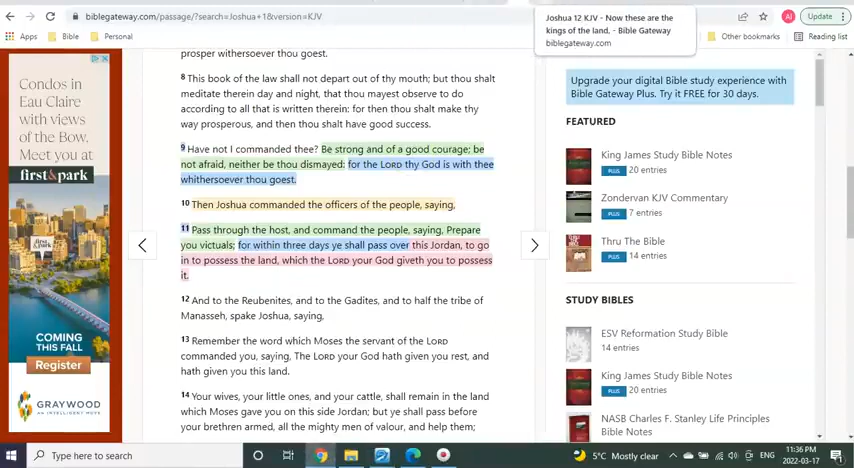 biblegateway.com/passage/?search=Joshua+1&version=KJV
AI
Update
Apps
Bible
Personal
Other bookmarks
Reading list
Joshua 12 KJV - Now these are the
kings of the land, - Bible Gateway
biblegateway.com
Condos in
Eau Claire
with views
of the Bow.
Meet you at
first&park
first
&park
COMING
THIS FALL
Register
GRAYWOOD
prosper withersoever thou goest.
8 This book of the law shall not depart out of thy mouth; but thou shalt
meditate therein day and night, that thou mayest observe to do
according to all that is written therein: for then thou shalt make thy
way prosperous, and then thou shalt have good success.
9 Have not I commanded thee? Be strong and of a good courage; be
not afraid, neither be thou dismayed: for the LORD thy God is with thee
whithersoever thou goest.
10 Then Joshua commanded the officers of the people, saying,
11 Pass through the host, and command the people, saying, Prepare
you victuals; for within three days ye shall pass over this Jordan, to go
in to possess the land, which the LORD your God giveth you to possess
it.
12 And to the Reubenites, and to the Gadites, and to half the tribe of
Manasseh, spake Joshua, saying,
13 Remember the word which Moses the servant of the LORD
commanded you, saying, The LORD your God hath given you rest, and
hath given you this land.
14 Your wives, your little ones, and your cattle, shall remain in the land
which Moses gave you on this side Jordan; but ye shall pass before
your brethren armed, all the mighty men of valour, and help them;
Upgrade your digital Bible study experience with
Bible Gateway Plus. Try it FREE for 30 days.
FEATURED
King James Study Bible Notes
PLUS 20 entries
Zondervan KJV Commentary
PLUS 7 entries
Thru The Bible
PLUS 14 entries
STUDY BIBLES
ESV Reformation Study Bible
14 entries
King James Study Bible Notes
PLUS 20 entries
NASB Charles F. Stanley Life Principles
Bible Notes
Type here to search
5°C Mostly clear
ENG
11:36 PM
2022-03-17